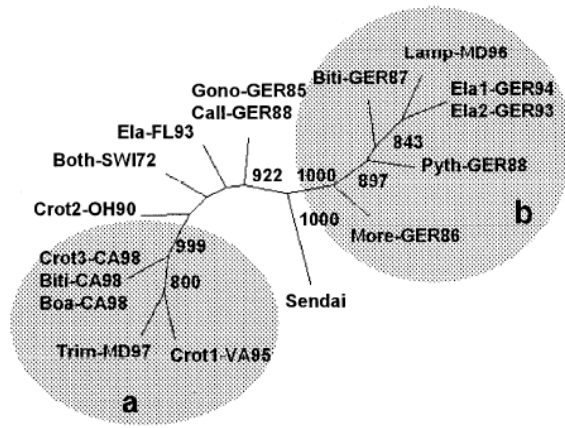 Lamp-MD96
Gono-GER85
Biti-GER87
Call-GER88
Ela1-GER94
Ela2-GER93
Ela-FL93
843
Both-SWI72
Pyth-GER88
922
1000
897
b
Crot2-OH90
1000
More-GER86
999
Crot3-CA98
Biti-CA98
800
Boa-CA98
Sendai
Trim-MD97
Crot1-VA95
a